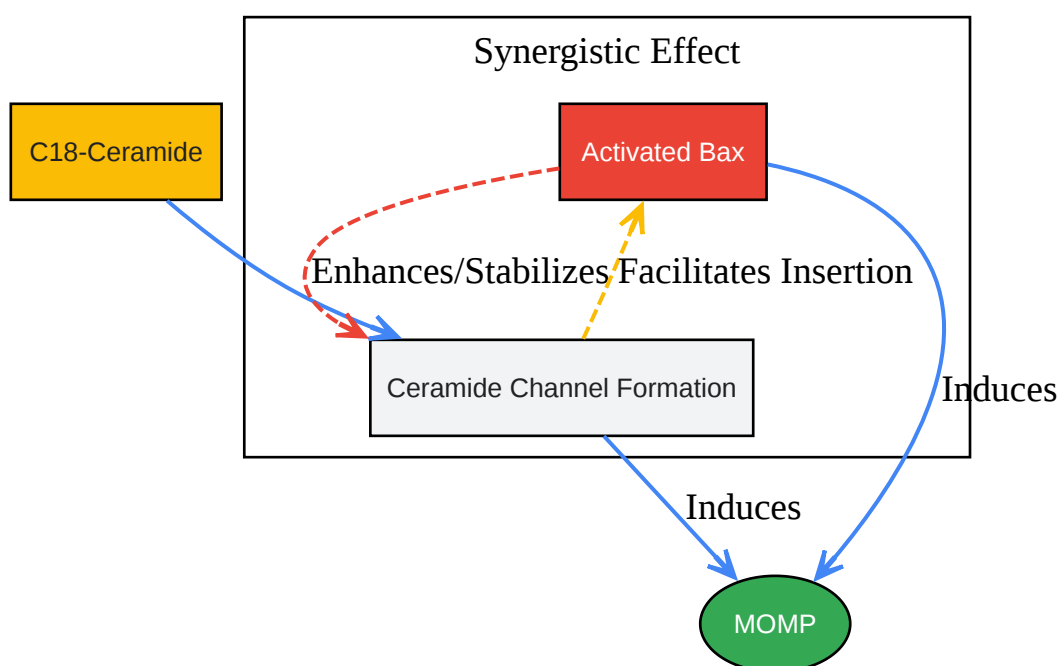 Synergistic Effect
C18-Ceramide
Activated Bax
Enhances/Stabilizes
Facilitates Insertion
Ceramide Channel Formation
Induces
Induces
MOMP